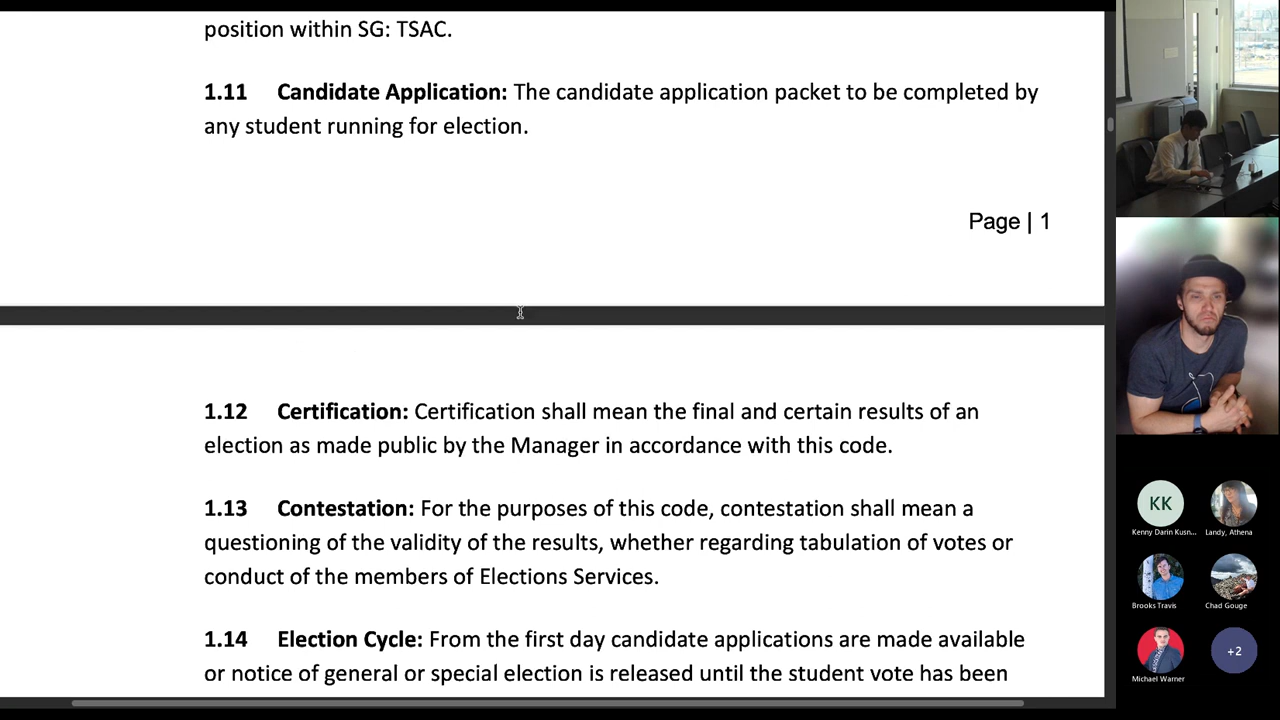 position within SG: TSAC.
1.11 Candidate Application: The candidate application packet to be completed by
any student running for election.
Page | 1
1.12 Certification: Certification shall mean the final and certain results of an
election as made public by the Manager in accordance with this code.
1.13 Contestation: For the purposes of this code, contestation shall mean a
questioning of the validity of the results, whether regarding tabulation of votes or
conduct of the members of Elections Services.
1.14 Election Cycle: From the first day candidate applications are made available
or notice of general or special election is released until the student vote has been
KK
Kenny Darin Kusn...
Landy, Athena
Brooks Travis
Chad Gouge
Michael Warner
+2